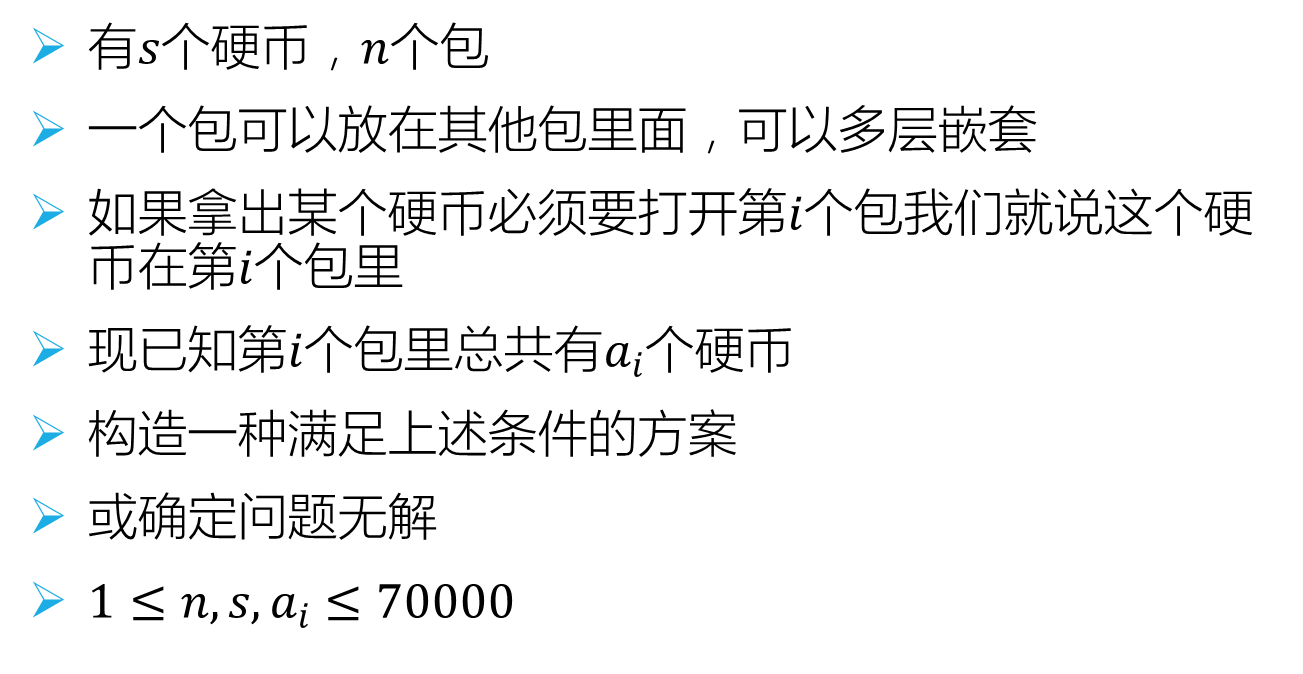 ➢ 有s个硬币，n个包
➢ 一个包可以放在其他包里面，可以多层嵌套
➢ 如果拿出某个硬币必须要打开第i个包我们就说这个硬
币在第i个包里
➢ 现已知第i个包里总共有aᵢ个硬币
➢ 构造一种满足上述条件的方案
➢ 或确定问题无解
➢ 1 ≤ n, s, aᵢ ≤ 70000